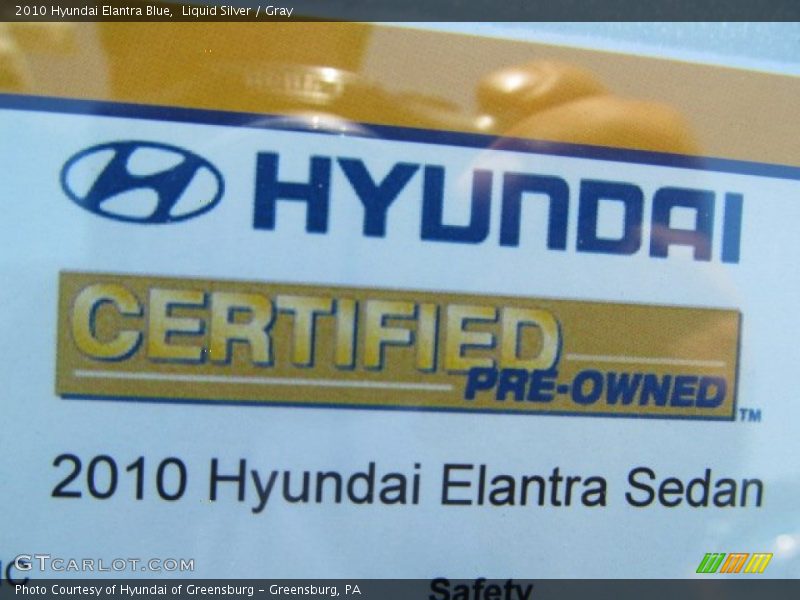 2010 Hyundai Elantra Blue, Liquid Silver / Gray
HYUNDAI
CERTIFIED
PRE-OWNED TM
2010 Hyundai Elantra Sedan
GTCARLOT.COM
Photo Courtesy of Hyundai of Greensburg - Greensburg, PA
Safety